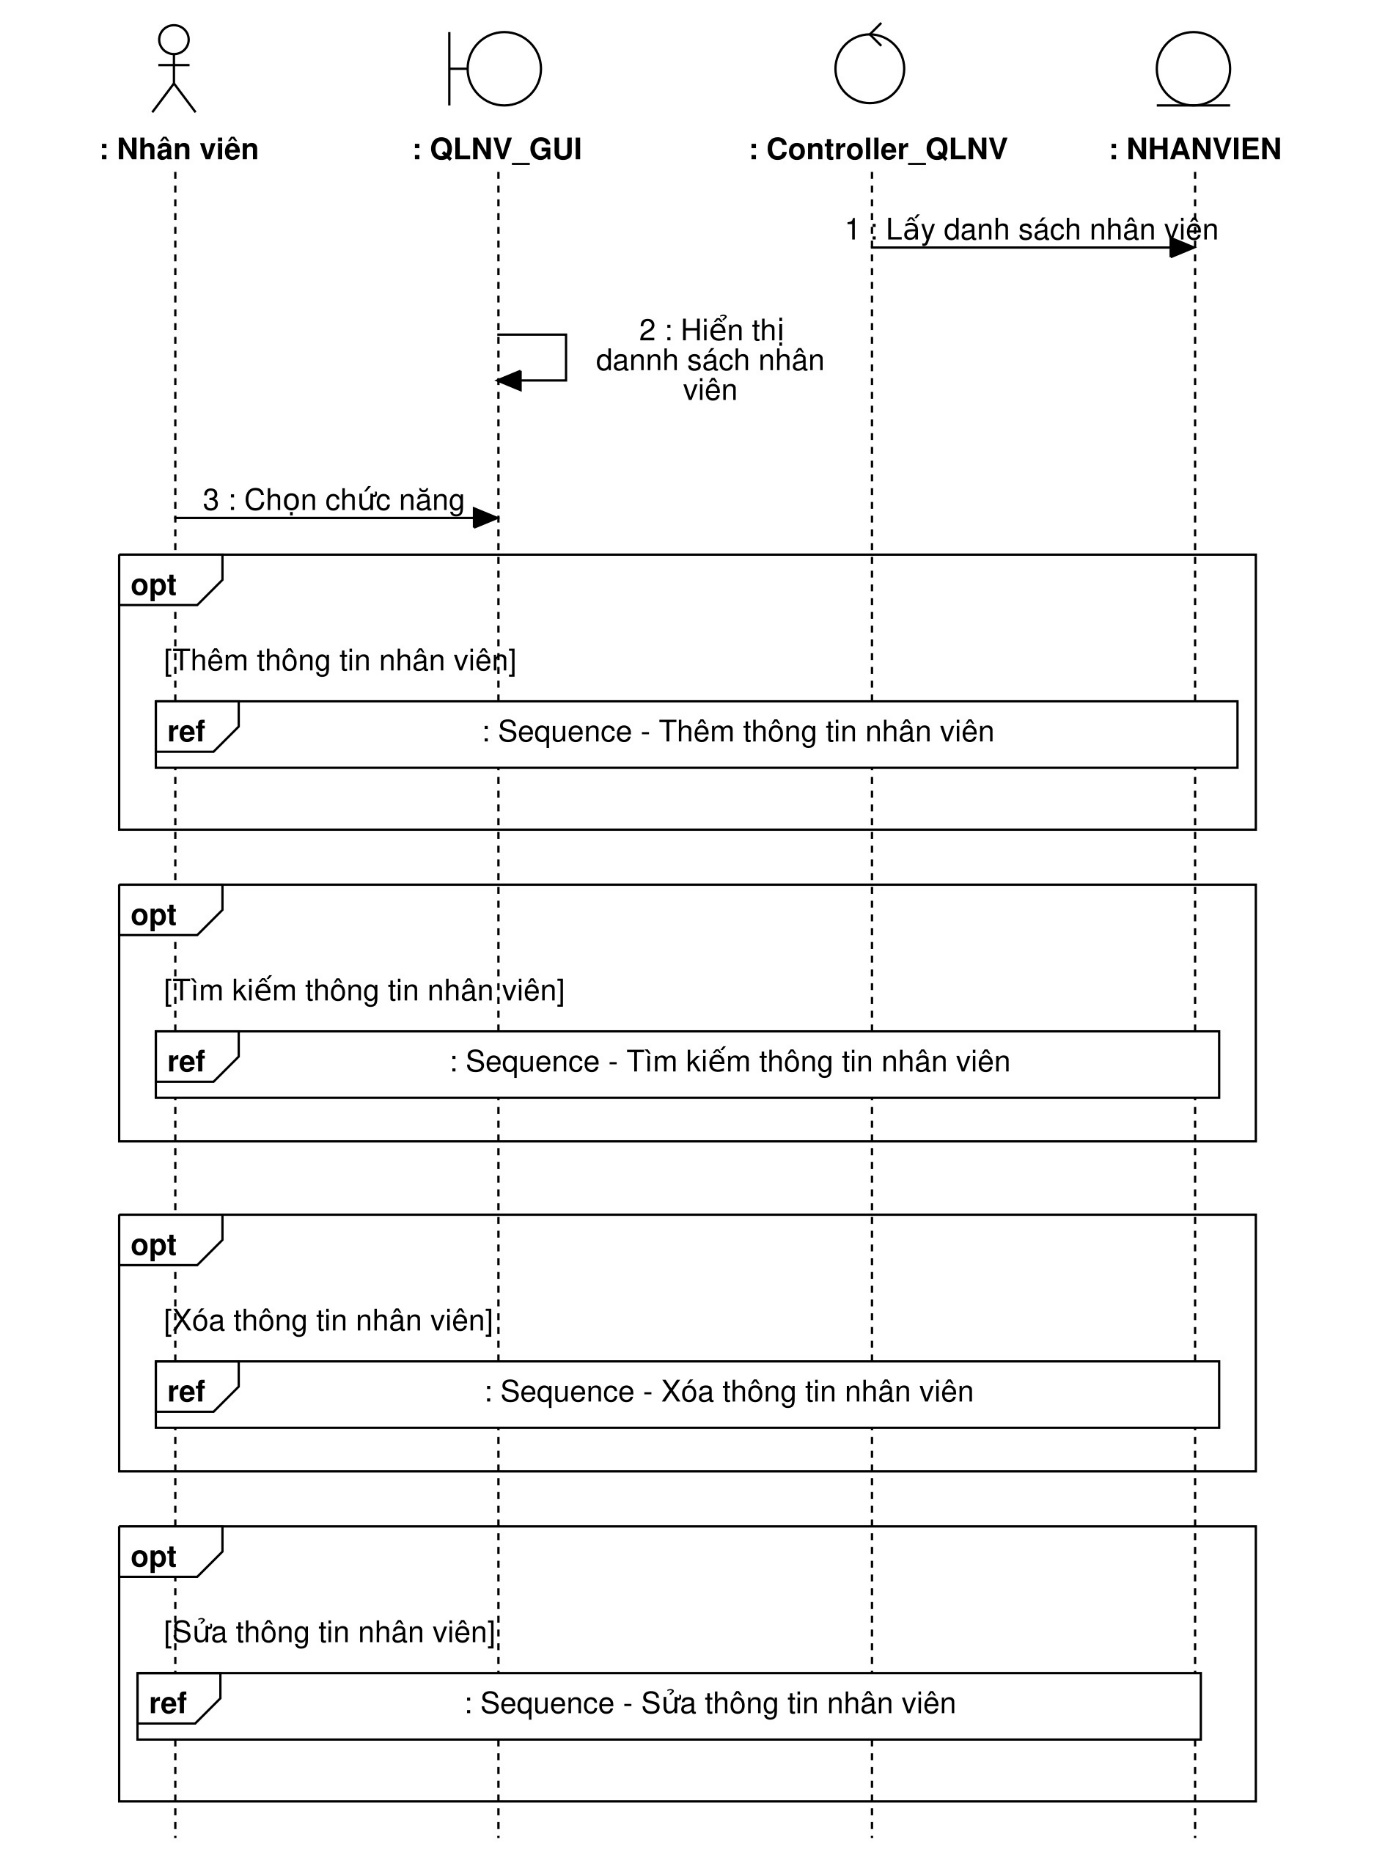 : Nhân viên
: QLNV_GUI
: Controller_QLNV
: NHANVIEN
1 : Lấy danh sách nhân viên
2 : Hiển thị
dannh sách nhân
viên
3 : Chọn chức năng
opt
[Thêm thông tin nhân viên]
ref
: Sequence - Thêm thông tin nhân viên
opt
[Tìm kiếm thông tin nhân viên]
ref
: Sequence - Tìm kiếm thông tin nhân viên
opt
[Xóa thông tin nhân viên]
ref
: Sequence - Xóa thông tin nhân viên
opt
[Sửa thông tin nhân viên]
ref
: Sequence - Sửa thông tin nhân viên